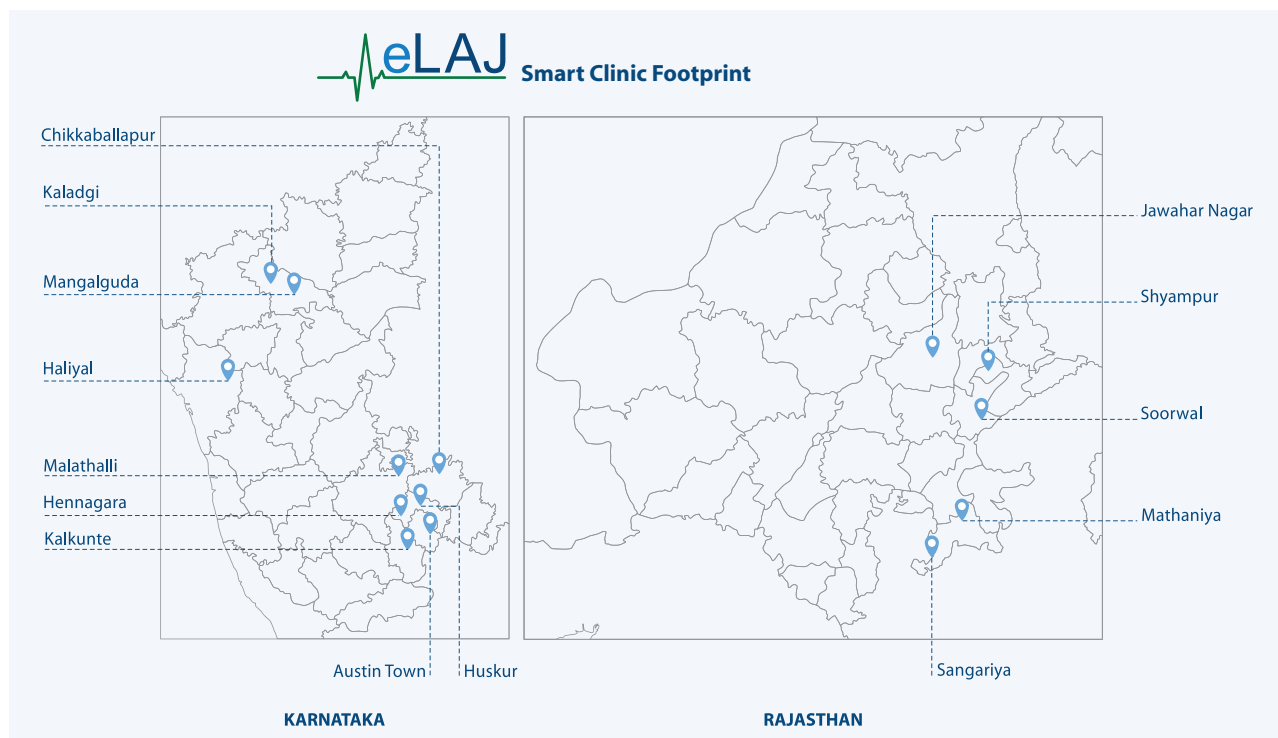 eLAJ Smart Clinic Footprint
Chikkaballapur
Kaladgi
Mangalguda
Haliyal
Malathalli
Hennagara
Kalkunte
Austin Town
Huskur
KARNATAKA
Jawahar Nagar
Shyampur
Soorwal
Mathaniya
Sangariya
RAJASTHAN